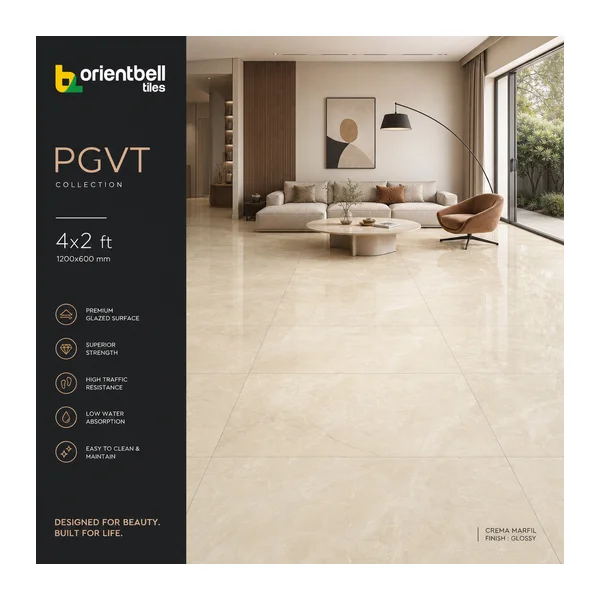 orientbell
tiles
PGVT
COLLECTION
4x2 ft
1200x600 mm
PREMIUM
GLAZED SURFACE
SUPERIOR
STRENGTH
HIGH TRAFFIC
RESISTANCE
LOW WATER
ABSORPTION
EASY TO CLEAN &
MAINTAIN
DESIGNED FOR BEAUTY.
BUILT FOR LIFE.
CREMA MARFIL
FINISH : GLOSSY